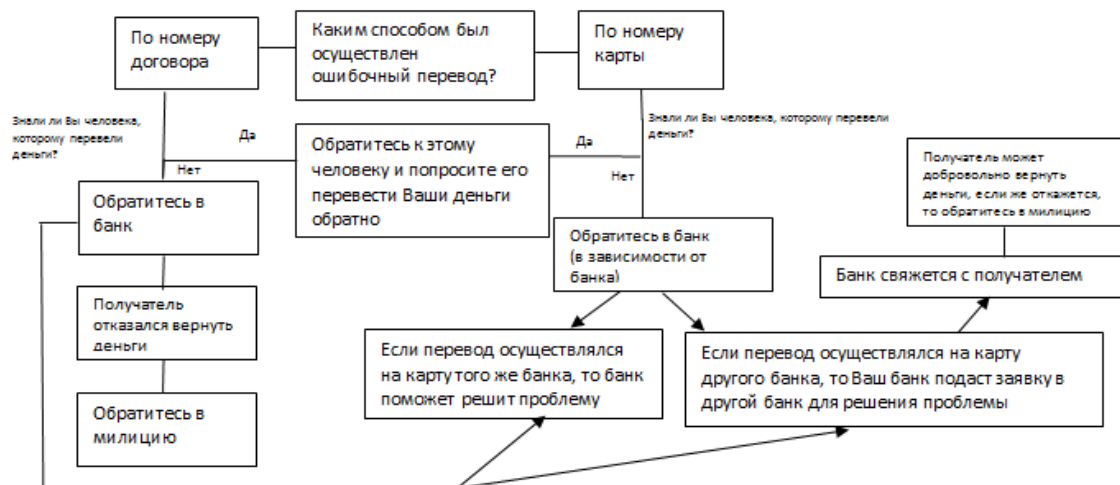 По номеру
договора
Каким способом был
осуществлен
ошибочный перевод?
По номеру
карты
Знали ли Вы человека,
которому перевели
деньги?
Да
Нет
Обратитесь к этому
человеку и попросите его
перевести Ваши деньги
обратно
Знали ли Вы человека, которому перевели
деньги?
Да
Нет
Получатель может
добровольно вернуть
деньги, если же откажется,
то обратитесь в милицию
Обратитесь в
банк
Обратитесь в банк
(в зависимости от
банка)
Банк свяжется с получателем
Получатель
отказался вернуть
деньги
Если перевод осуществлялся
на карту того же банка, то банк
поможет решит проблему
Если перевод осуществлялся на карту
другого банка, то Ваш банк подаст заявку в
другой банк для решения проблемы
Обратитесь в
милицию